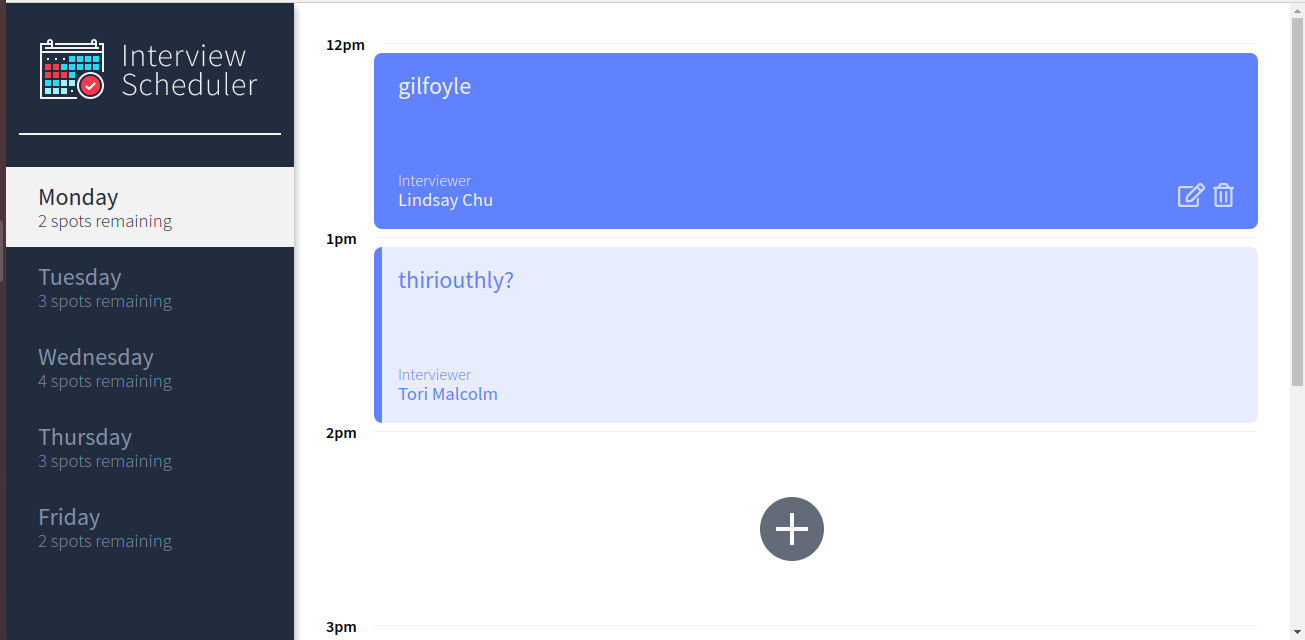 Interview
Scheduler
Monday
2 spots remaining
Tuesday
3 spots remaining
Wednesday
4 spots remaining
Thursday
3 spots remaining
Friday
2 spots remaining
12pm
gilfoyle
Interviewer
Lindsay Chu
1pm
thiriouthly?
Interviewer
Tori Malcolm
2pm
3pm